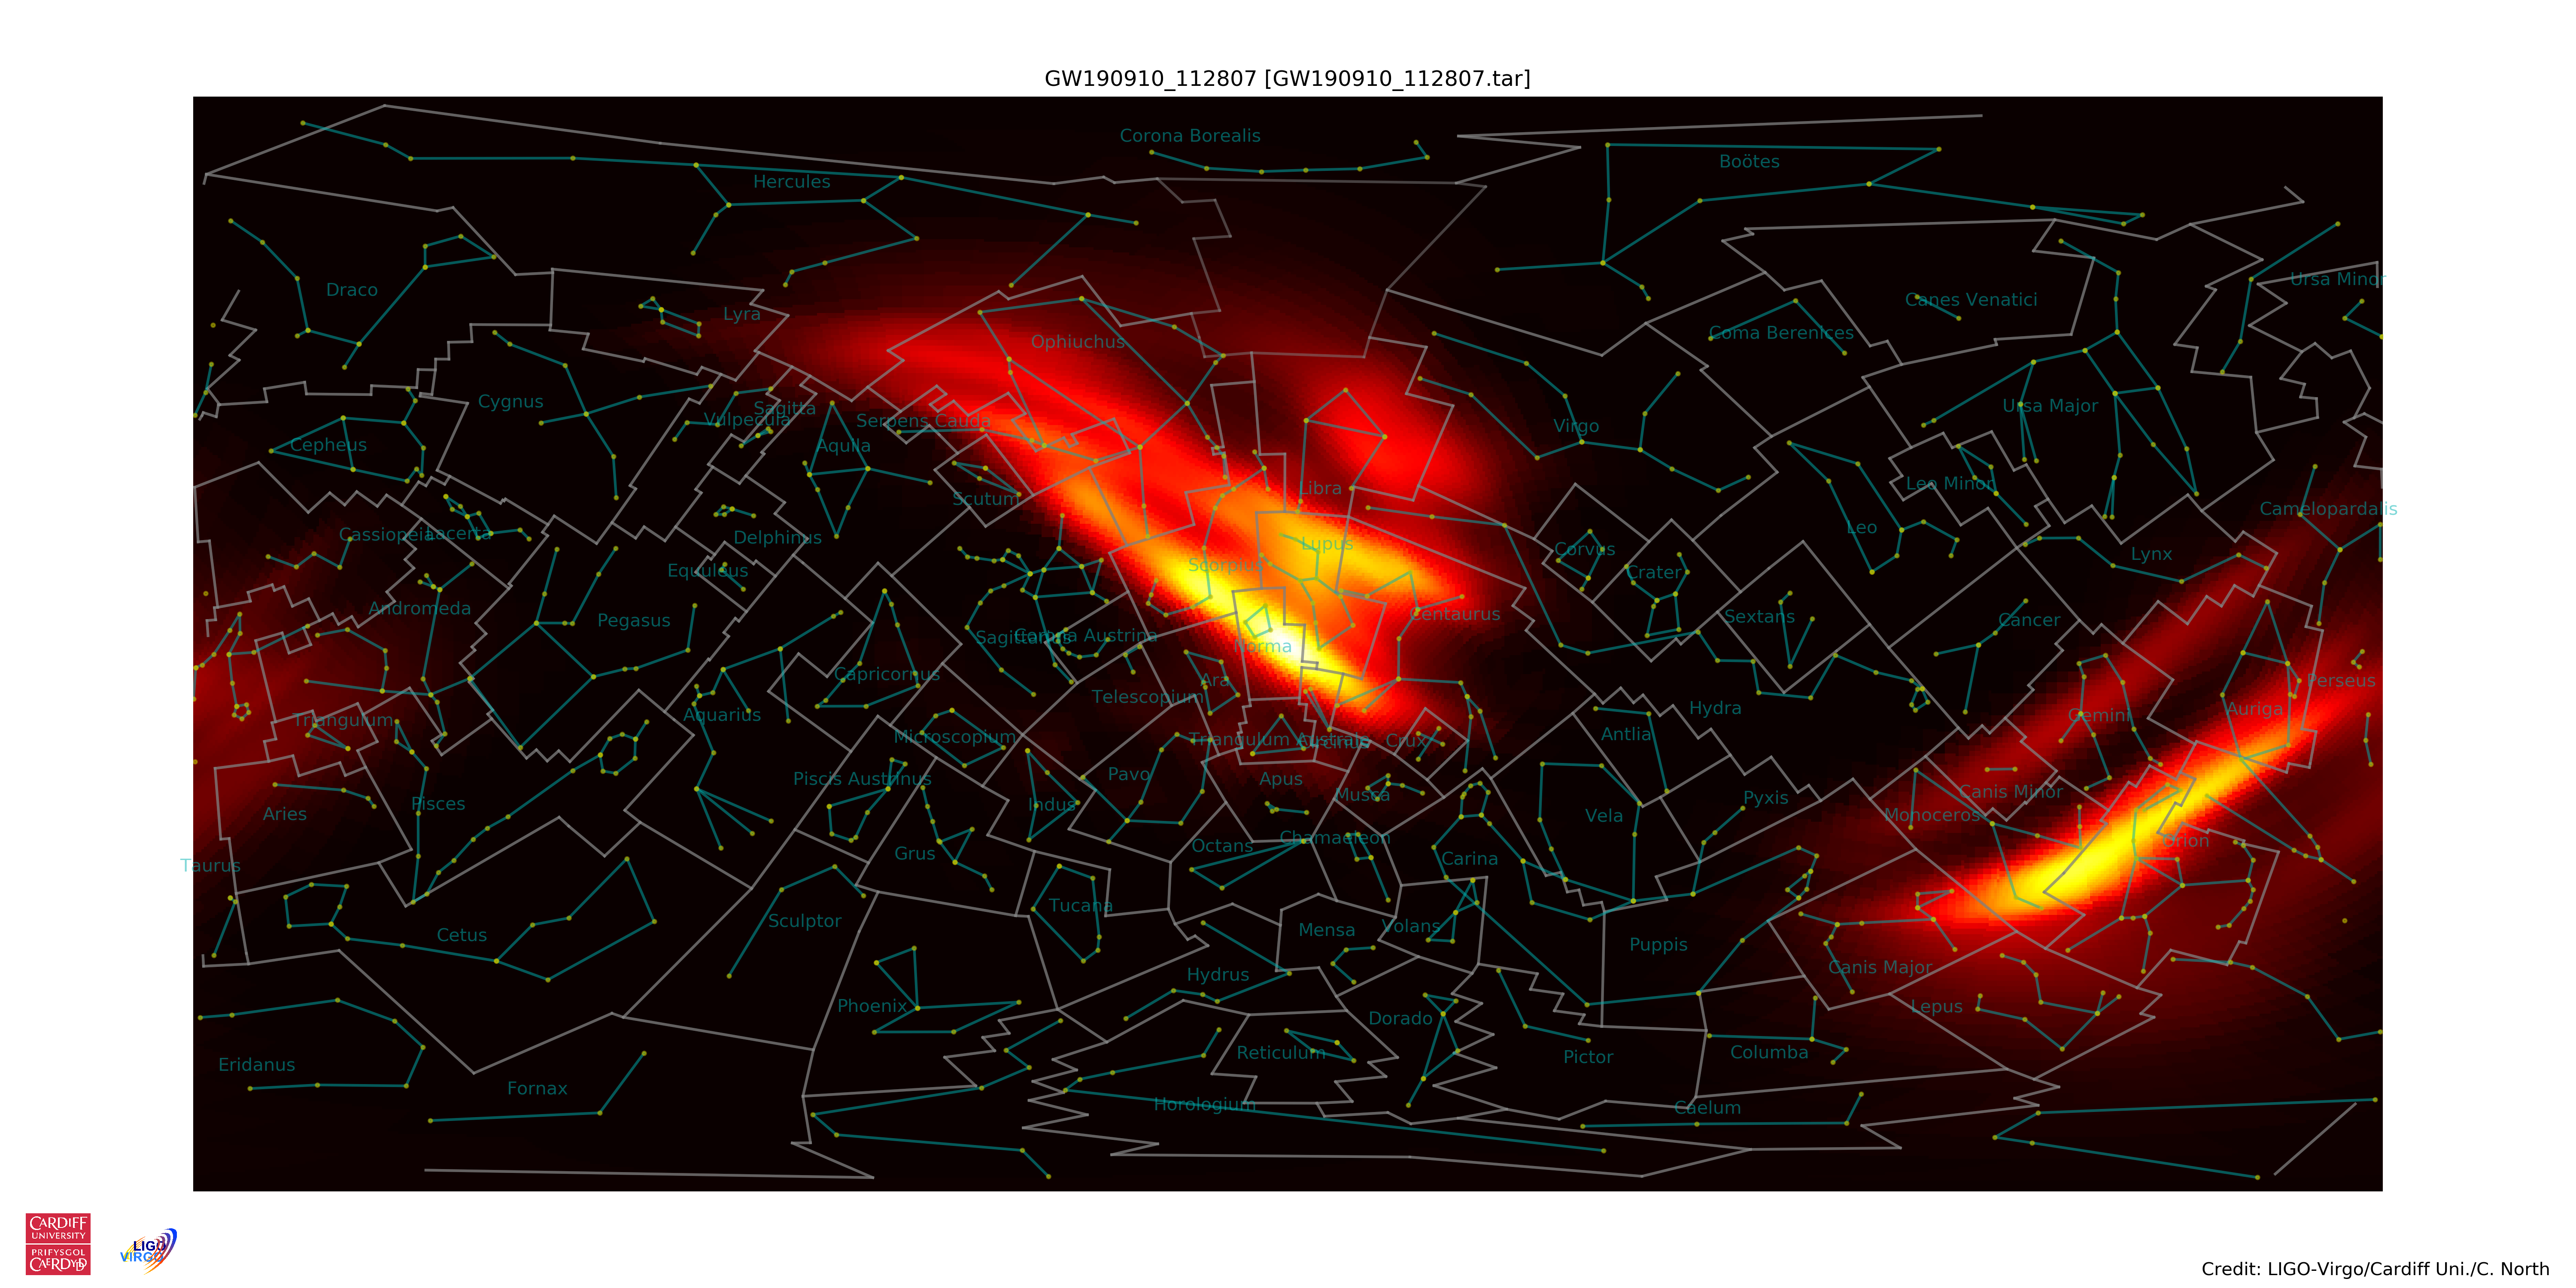 GW190910_112807 [GW190910_112807.tar]
Corona Borealis
Boötes
Hercules
Ursa Minor
Draco
Canes Venatici
Lyra
Coma Berenices
Ophiuchus
Cygnus
Sagitta
Ursa Major
Vulpecula
Serpens Cauda
Virgo
Cepheus
Aquila
Leo Minor
Libra
Scutum
Camelopardalis
Leo
Cassiopeia
Lacerta
Delphinus
Lupus
Corvus
Lynx
Scorpius
Equuleus
Crater
Andromeda
Centaurus
Pegasus
Sextans
Cancer
Sagittarius
Corona Austrina
Norma
Capricornus
Ara
Perseus
Telescopium
Hydra
Auriga
Aquarius
Gemini
Triangulum
Antlia
Microscopium
Triangulum Australe
Circinus
Crux
Pavo
Piscis Austrinus
Apus
Canis Minor
Musca
Pyxis
Pisces
Indus
Aries
Vela
Monoceros
Chamaeleon
Orion
Octans
Grus
Carina
Taurus
Tucana
Sculptor
Volans
Mensa
Cetus
Puppis
Canis Major
Hydrus
Phoenix
Lepus
Dorado
Reticulum
Columba
Pictor
Eridanus
Fornax
Horologium
Caelum
CARDIFF
UNIVERSITY
PRIFYSGOL
CAERDYDD
LIGO
VIRGO
Credit: LIGO-Virgo/Cardiff Uni./C. North